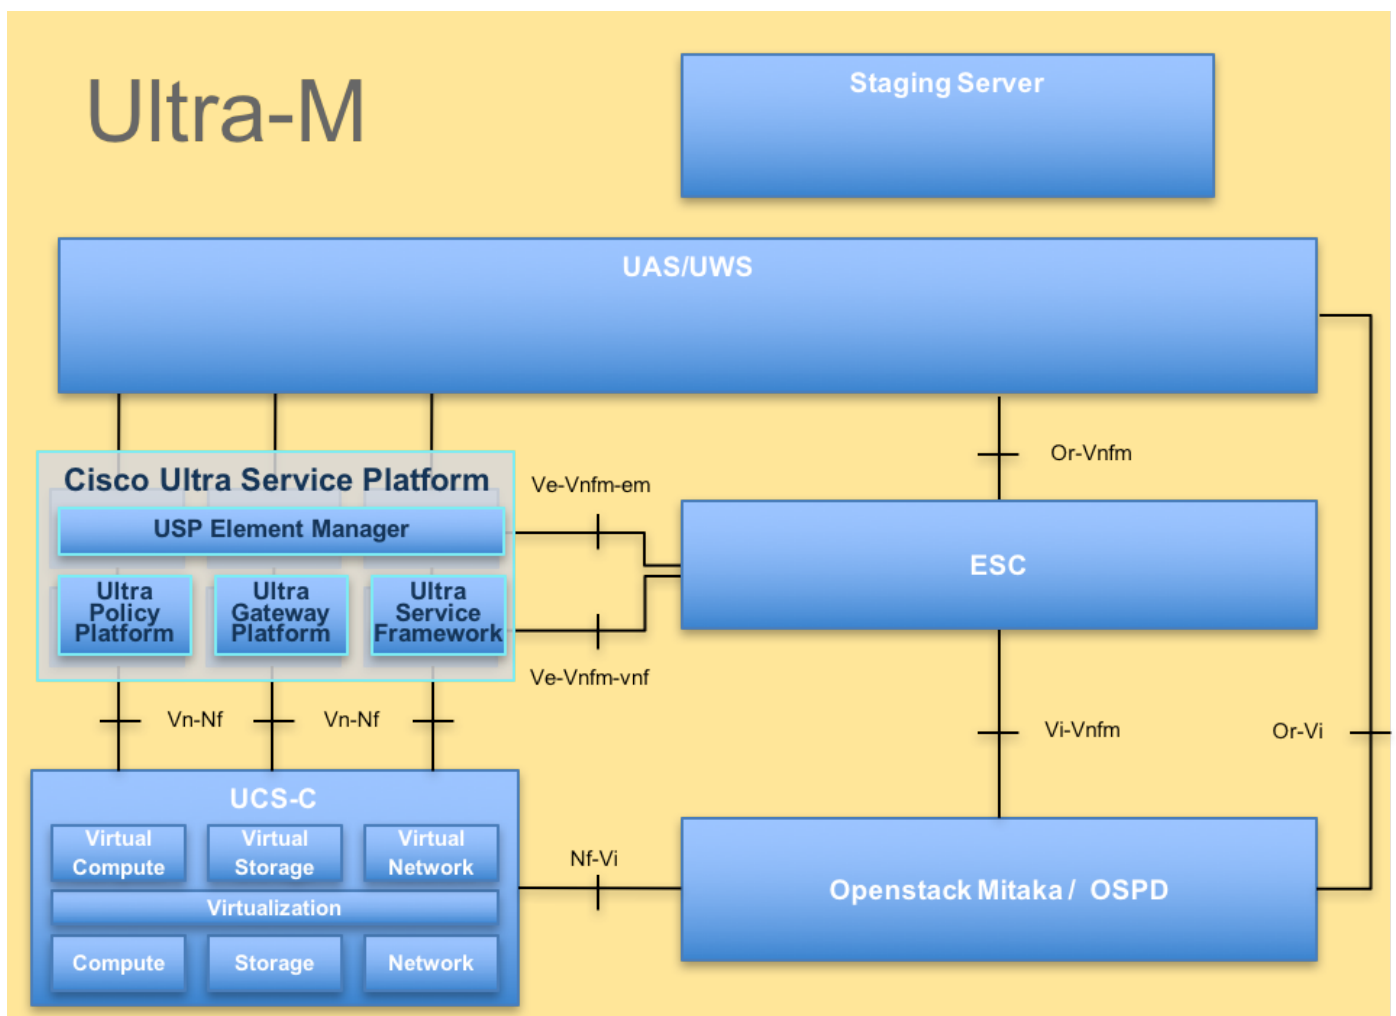 Ultra-M
Staging Server
UAS/UWS
Or-Vnfm
Cisco Ultra Service Platform
Ve-Vnfm-em
USP Element Manager
ESC
Ultra
Policy
Platform
Ultra
Gateway
Platform
Ultra
Service
Framework
Ve-Vnfm-vnf
Vn-Nf
Vn-Nf
Vi-Vnfm
Or-Vi
UCS-C
Virtual
Compute
Virtual
Storage
Virtual
Network
Nf-Vi
Openstack Mitaka / OSPD
Virtualization
Compute
Storage
Network